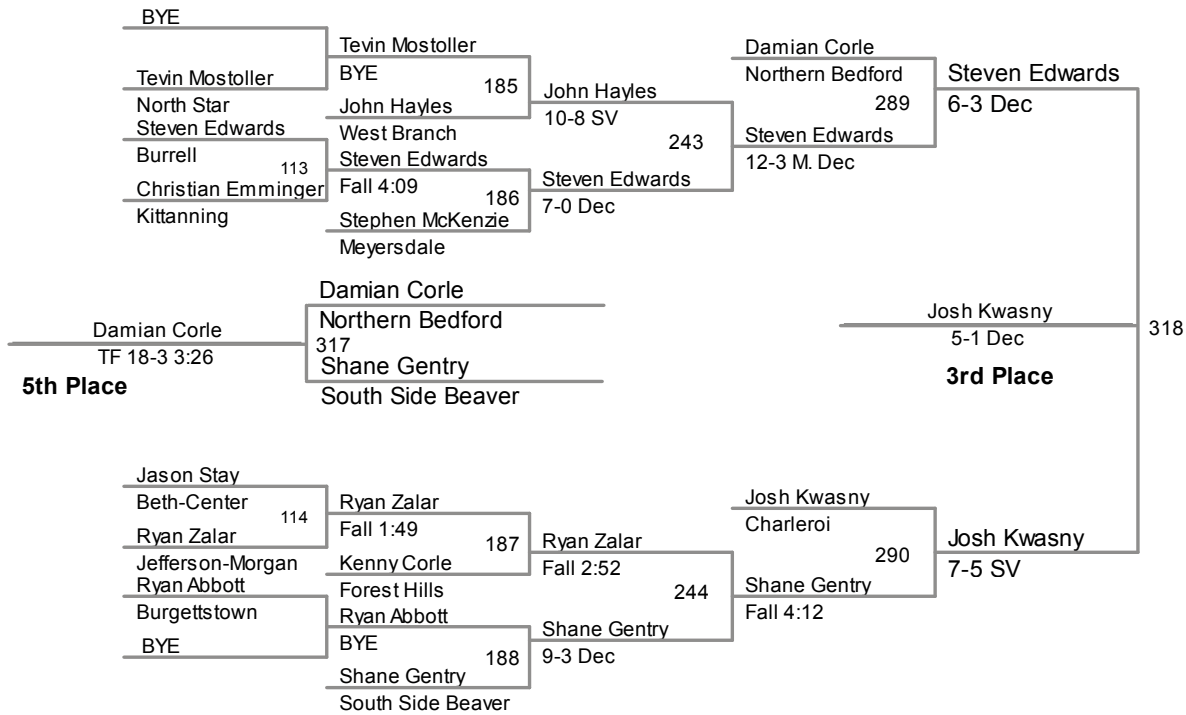 BYE
Tevin Mostoller
North Star
Steven Edwards
Burrell
113
Christian Emminger
Kittanning
Tevin Mostoller
BYE
185
John Hayles
West Branch
Steven Edwards
Fall 4:09
186
Stephen McKenzie
Meyersdale
John Hayles
10-8 SV
243
Steven Edwards
7-0 Dec
Damian Corle
Northern Bedford
289
Steven Edwards
12-3 M. Dec
Steven Edwards
6-3 Dec
Damian Corle
TF 18-3 3:26
5th Place
Damian Corle
Northern Bedford
317
Shane Gentry
South Side Beaver
Josh Kwasny
5-1 Dec
3rd Place
318
Jason Stay
Beth-Center
114
Ryan Zalar
Jefferson-Morgan
Ryan Abbott
Burgettstown
BYE
Ryan Zalar
Fall 1:49
187
Kenny Corle
Forest Hills
Ryan Abbott
BYE
188
Shane Gentry
South Side Beaver
Ryan Zalar
Fall 2:52
244
Shane Gentry
9-3 Dec
Josh Kwasny
Charleroi
290
Shane Gentry
Fall 4:12
Josh Kwasny
7-5 SV